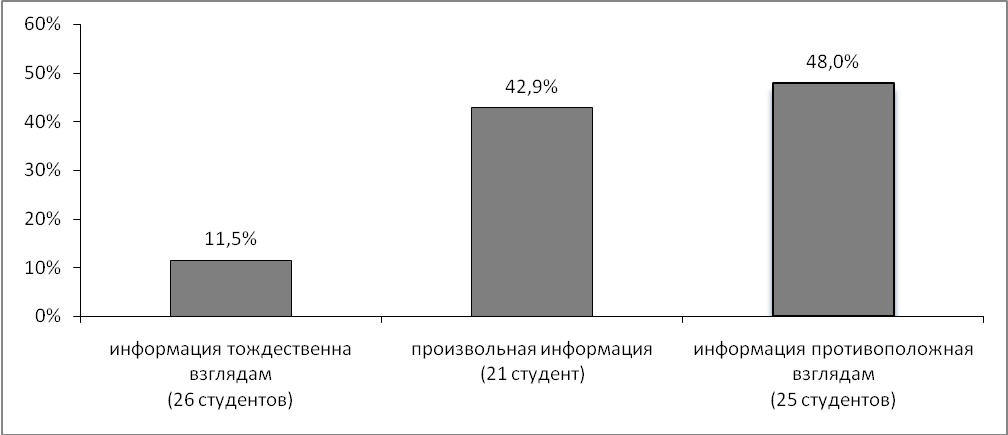 60%
50%
40%
30%
20%
10%
0%
11,5%
42,9%
48,0%
информация тождественна
взглядам
(26 студентов)
произвольная информация
(21 студент)
информация противоположная
взглядам
(25 студентов)